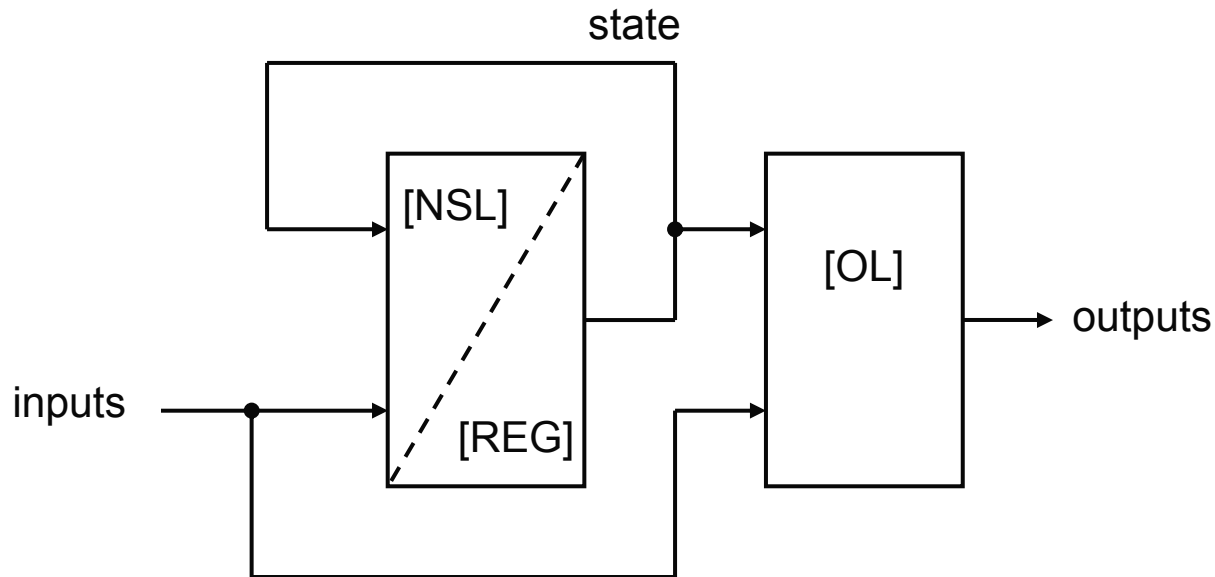 state
[NSL]
[OL]
outputs
inputs
[REG]